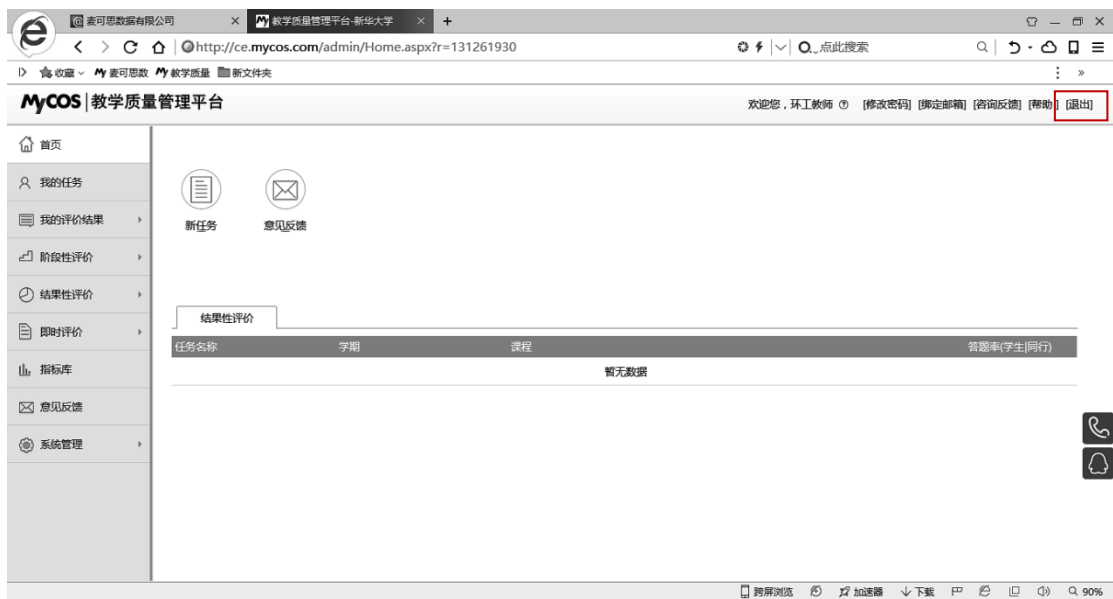 麦可思数据有限公司
教学质量管理平台-新华大学
http://ce.mycos.com/admin/Home.aspx?r=131261930
点此搜索
收藏 麦可思数 教学质量 新文件夹
MyCOS 教学质量管理平台
欢迎您，环工教师 [修改密码] [绑定邮箱] [咨询反馈] [帮助] [退出]
首页
我的任务
我的评价结果
阶段性评价
结果性评价
即时评价
指标库
意见反馈
系统管理
新任务 意见反馈
结果性评价
任务名称 学期 课程 答题率(学生|同行)
暂无数据
跨屏浏览 加速器 下载 90%